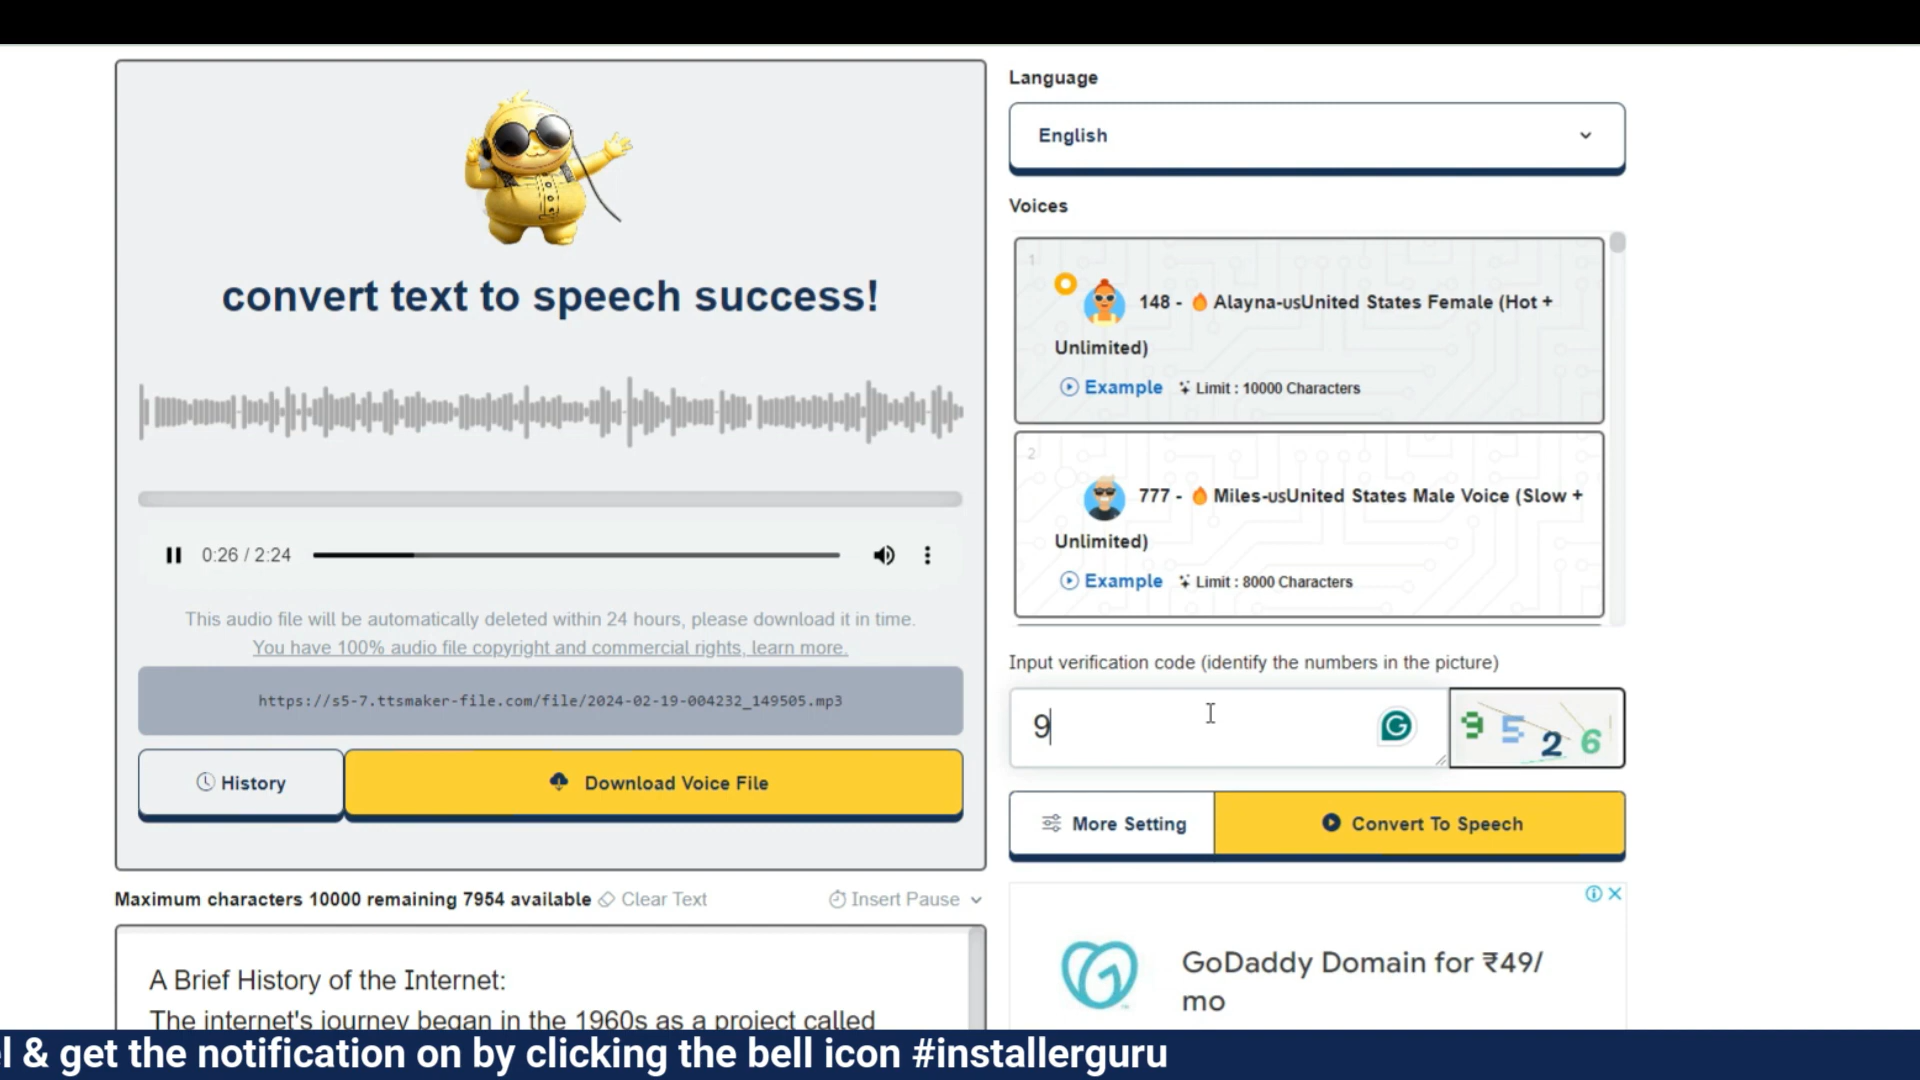 convert text to speech success!
0:26 / 2:24
This audio file will be automatically deleted within 24 hours, please download it in time.
You have 100% audio file copyright and commercial rights, learn more.
https://s5-7.ttsmaker-file.com/file/2024-02-19-004232_149505.mp3
History
Download Voice File
Maximum characters 10000 remaining 7954 available Clear Text
Insert Pause
A Brief History of the Internet:
The internet's journey began in the 1960s as a project called
Language
English
Voices
1
148 - Alayna-usUnited States Female (Hot +
Unlimited)
Example Limit : 10000 Characters
2
777 - Miles-usUnited States Male Voice (Slow +
Unlimited)
Example Limit : 8000 Characters
Input verification code (identify the numbers in the picture)
9
9 5 2 6
More Setting
Convert To Speech
GoDaddy Domain for ₹49/
mo
l & get the notification on by clicking the bell icon #installerguru